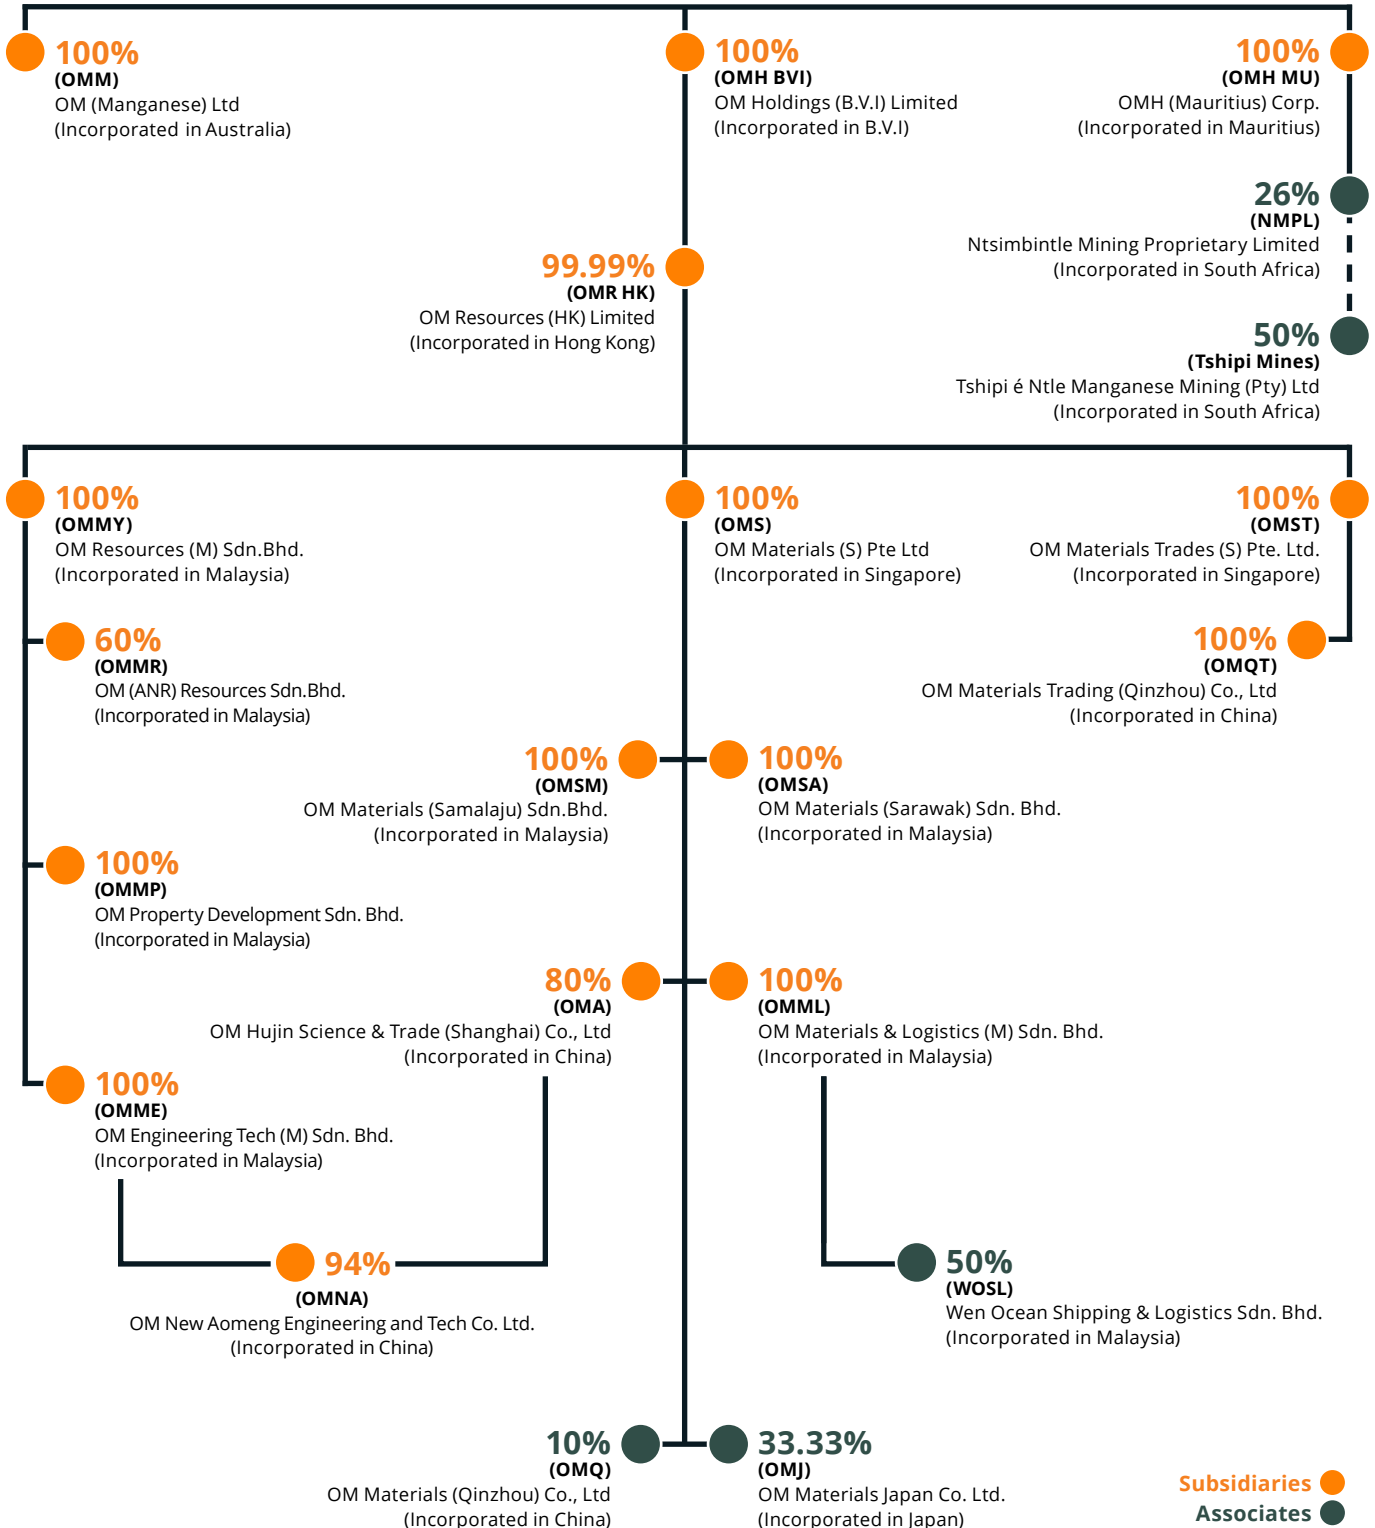 100%
(OMM)
OM (Manganese) Ltd
(Incorporated in Australia)
100%
(OMH BVI)
OM Holdings (B.V.I) Limited
(Incorporated in B.V.I)
100%
(OMH MU)
OMH (Mauritius) Corp.
(Incorporated in Mauritius)
26%
(NMPL)
Ntsimbintle Mining Proprietary Limited
(Incorporated in South Africa)
99.99%
(OMR HK)
OM Resources (HK) Limited
(Incorporated in Hong Kong)
50%
(Tshipi Mines)
Tshipi é Ntle Manganese Mining (Pty) Ltd
(Incorporated in South Africa)
100%
(OMMY)
OM Resources (M) Sdn.Bhd.
(Incorporated in Malaysia)
100%
(OMS)
OM Materials (S) Pte Ltd
(Incorporated in Singapore)
100%
(OMST)
OM Materials Trades (S) Pte. Ltd.
(Incorporated in Singapore)
60%
(OMMR)
OM (ANR) Resources Sdn.Bhd.
(Incorporated in Malaysia)
100%
(OMQT)
OM Materials Trading (Qinzhou) Co., Ltd
(Incorporated in China)
100%
(OMSM)
OM Materials (Samalaju) Sdn.Bhd.
(Incorporated in Malaysia)
100%
(OMSA)
OM Materials (Sarawak) Sdn. Bhd.
(Incorporated in Malaysia)
100%
(OMMP)
OM Property Development Sdn. Bhd.
(Incorporated in Malaysia)
80%
(OMA)
OM Hujin Science & Trade (Shanghai) Co., Ltd
(Incorporated in China)
100%
(OMML)
OM Materials & Logistics (M) Sdn. Bhd.
(Incorporated in Malaysia)
100%
(OMME)
OM Engineering Tech (M) Sdn. Bhd.
(Incorporated in Malaysia)
94%
(OMNA)
OM New Aomeng Engineering and Tech Co. Ltd.
(Incorporated in China)
50%
(WOSL)
Wen Ocean Shipping & Logistics Sdn. Bhd.
(Incorporated in Malaysia)
10%
(OMQ)
OM Materials (Qinzhou) Co., Ltd
(Incorporated in China)
33.33%
(OMJ)
OM Materials Japan Co. Ltd.
(Incorporated in Japan)
Subsidiaries
Associates